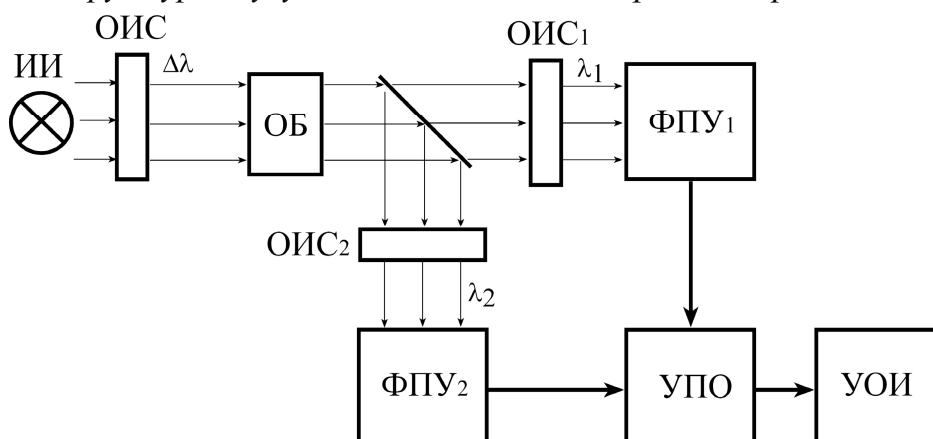 ОИС
ИИ
Δλ
ОБ
ОИС₁
λ₁
ФПУ₁
ОИС₂
λ₂
ФПУ₂
УПО
УОИ